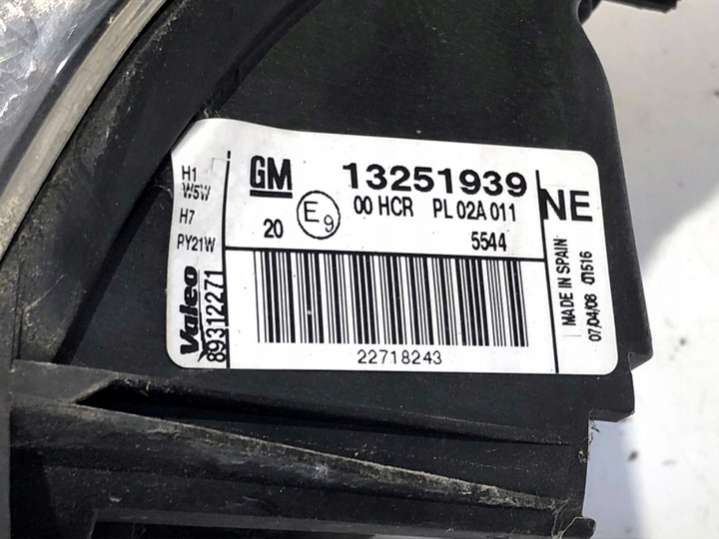 H1
W5W
H7
PY21W
Valeo
89312271
GM 13251939
20 E9 00 HCR PL 02A 011
5544
22718243
NE
MADE IN SPAIN
07/04/08 01516